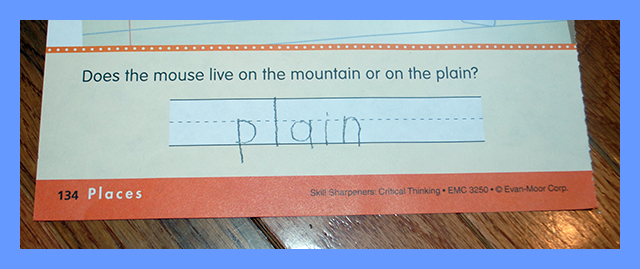 Does the mouse live on the mountain or on the plain?
plain
134 Places
Skill Sharpeners: Critical Thinking • EMC 3250 • © Evan-Moor Corp.